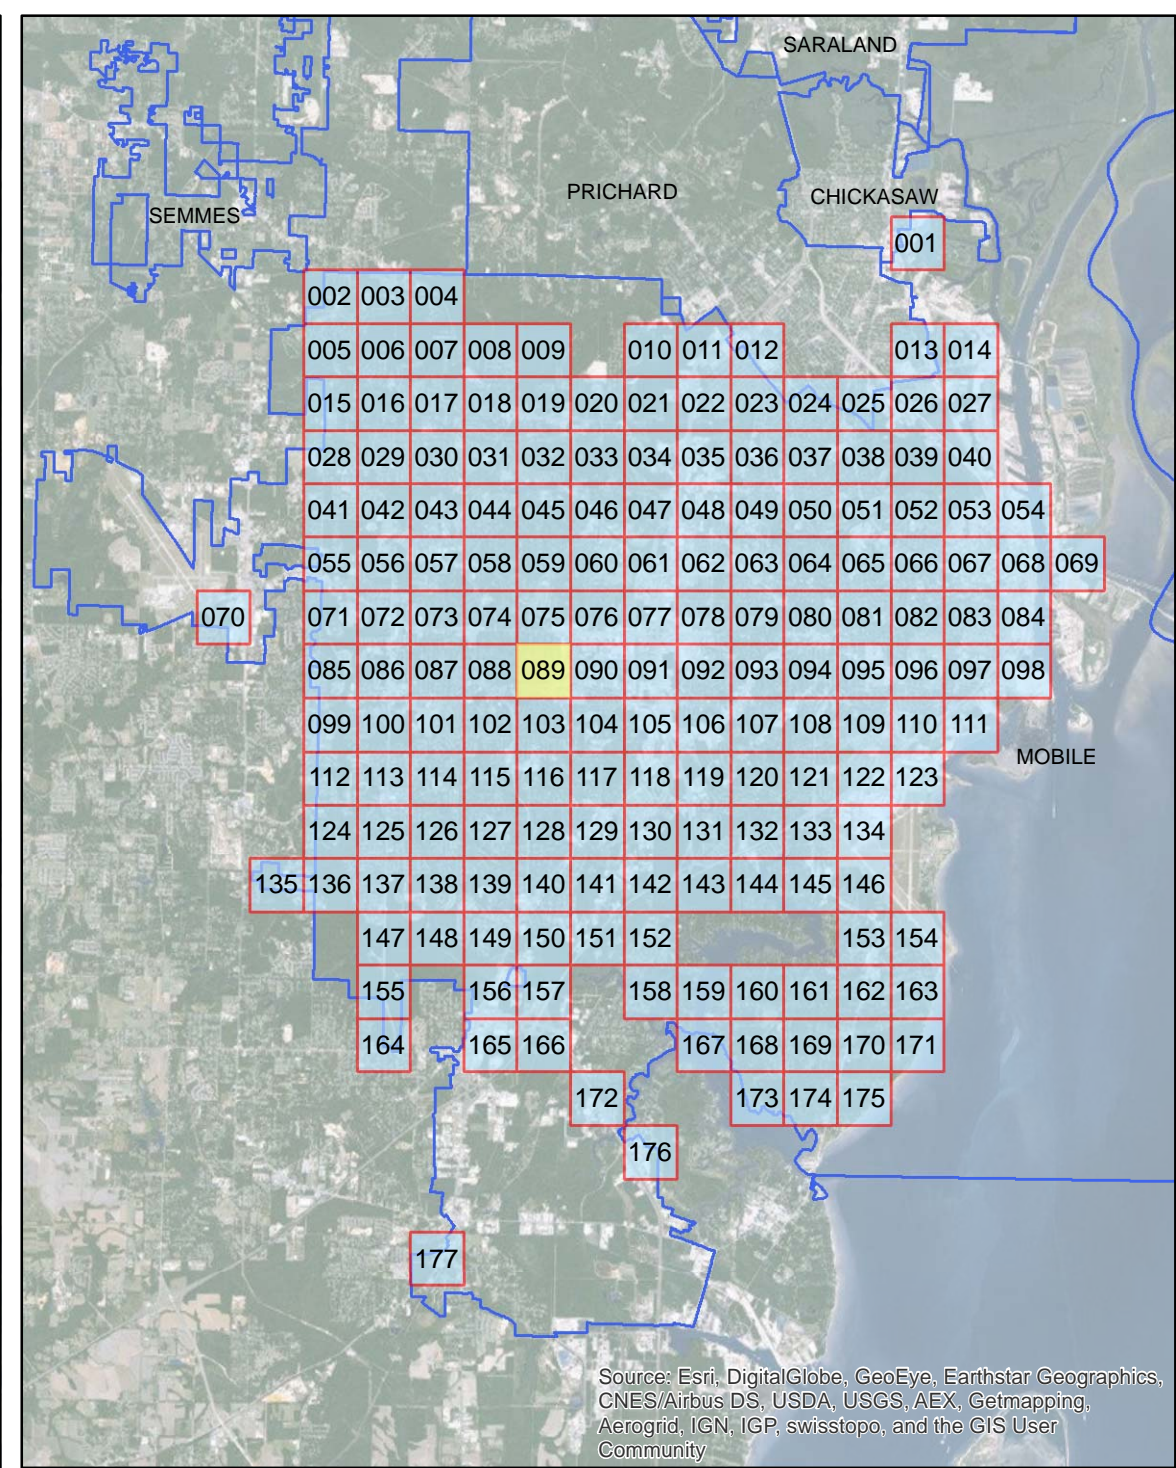 SARALAND
PRICHARD
CHICKASAW
SEMMES
001
002 003 004
005 006 007 008 009 010 011 012 013 014
015 016 017 018 019 020 021 022 023 024 025 026 027
028 029 030 031 032 033 034 035 036 037 038 039 040
041 042 043 044 045 046 047 048 049 050 051 052 053 054
055 056 057 058 059 060 061 062 063 064 065 066 067 068 069
070 071 072 073 074 075 076 077 078 079 080 081 082 083 084
085 086 087 088 089 090 091 092 093 094 095 096 097 098
099 100 101 102 103 104 105 106 107 108 109 110 111
MOBILE
112 113 114 115 116 117 118 119 120 121 122 123
124 125 126 127 128 129 130 131 132 133 134
135 136 137 138 139 140 141 142 143 144 145 146
147 148 149 150 151 152 153 154
155 156 157 158 159 160 161 162 163
164 165 166 167 168 169 170 171
172 173 174 175
176
177
Source: Esri, DigitalGlobe, GeoEye, Earthstar Geographics,
CNES/Airbus DS, USDA, USGS, AEX, Getmapping,
Aerogrid, IGN, IGP, swisstopo, and the GIS User
Community